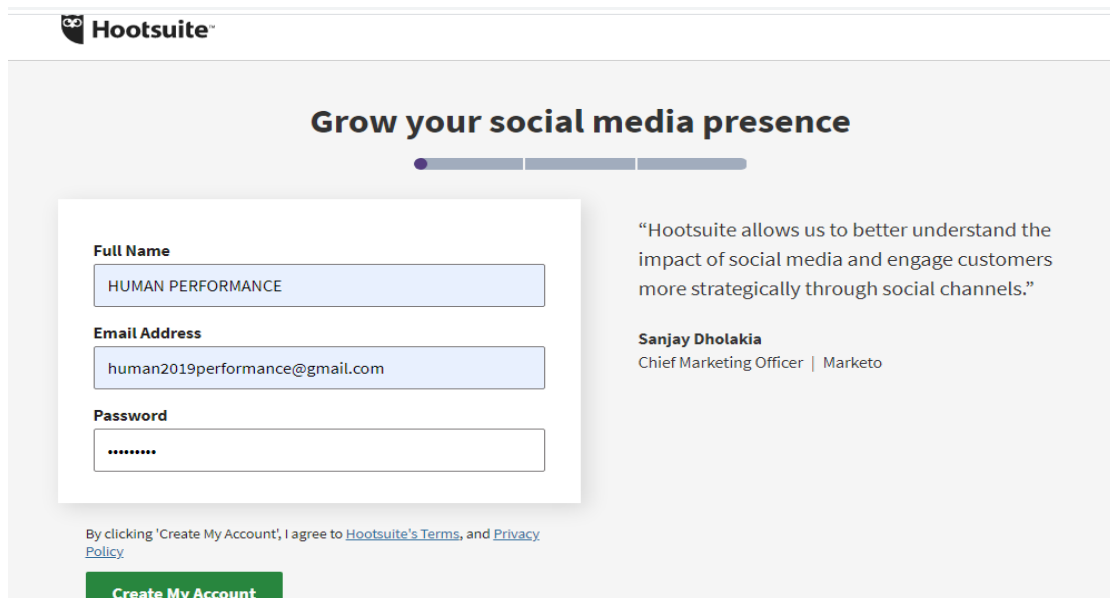 Hootsuite™
Grow your social media presence
Full Name
HUMAN PERFORMANCE
Email Address
human2019performance@gmail.com
Password
•••••••••
By clicking 'Create My Account', I agree to Hootsuite's Terms, and Privacy
Policy
Create My Account
“Hootsuite allows us to better understand the
impact of social media and engage customers
more strategically through social channels.”
Sanjay Dholakia
Chief Marketing Officer | Marketo